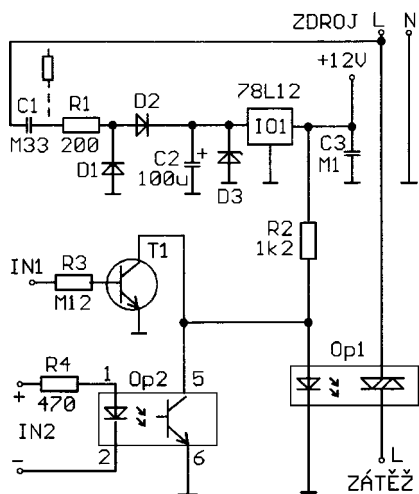 ZDROJ L N
+12V
78L12
C1 R1 D2
IO1
M33 200
D1
C2 +
100u
D3
C3
M1
R2
1k2
T1
IN1 R3
M12
Op1
R4
1 Op2 5
+ 470
IN2
- 2 6
L
ZÁTĚŽ